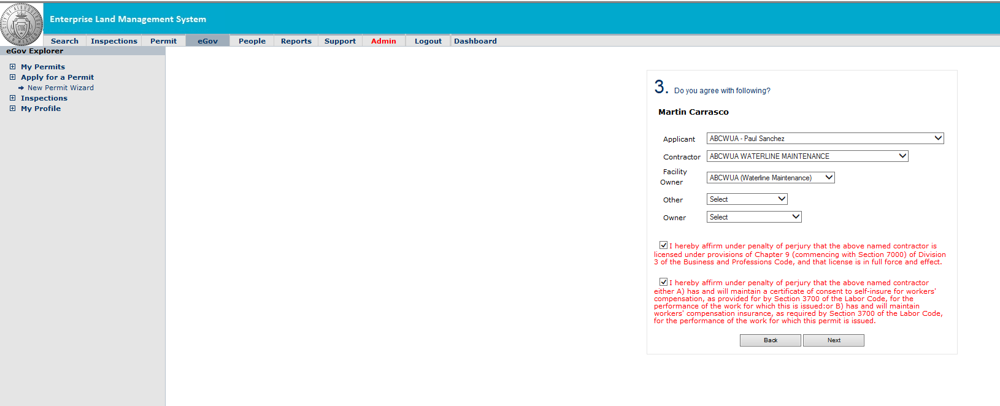 Enterprise Land Management System
Search Inspections Permit eGov People Reports Support Admin Logout Dashboard
eGov Explorer
My Permits
Apply for a Permit
New Permit Wizard
Inspections
My Profile
3. Do you agree with following?
Martin Carrasco
Applicant ABCWUA - Paul Sanchez
Contractor ABCWUA WATERLINE MAINTENANCE
Facility
Owner ABCWUA (Waterline Maintenance)
Other Select
Owner Select
I hereby affirm under penalty of perjury that the above named contractor is
licensed under provisions of Chapter 9 (commencing with Section 7000) of Division
3 of the Business and Professions Code, and that license is in full force and effect.
I hereby affirm under penalty of perjury that the above named contractor
either A) has and will maintain a certificate of consent to self-insure for workers'
compensation, as provided for by Section 3700 of the Labor Code, for the
performance of the work for which this is issued:or B) has and will maintain
workers' compensation insurance, as required by Section 3700 of the Labor Code,
for the performance of the work for which this permit is issued.
Back Next
CITY OF ALBUQUERQUE
NEW MEXICO
1706